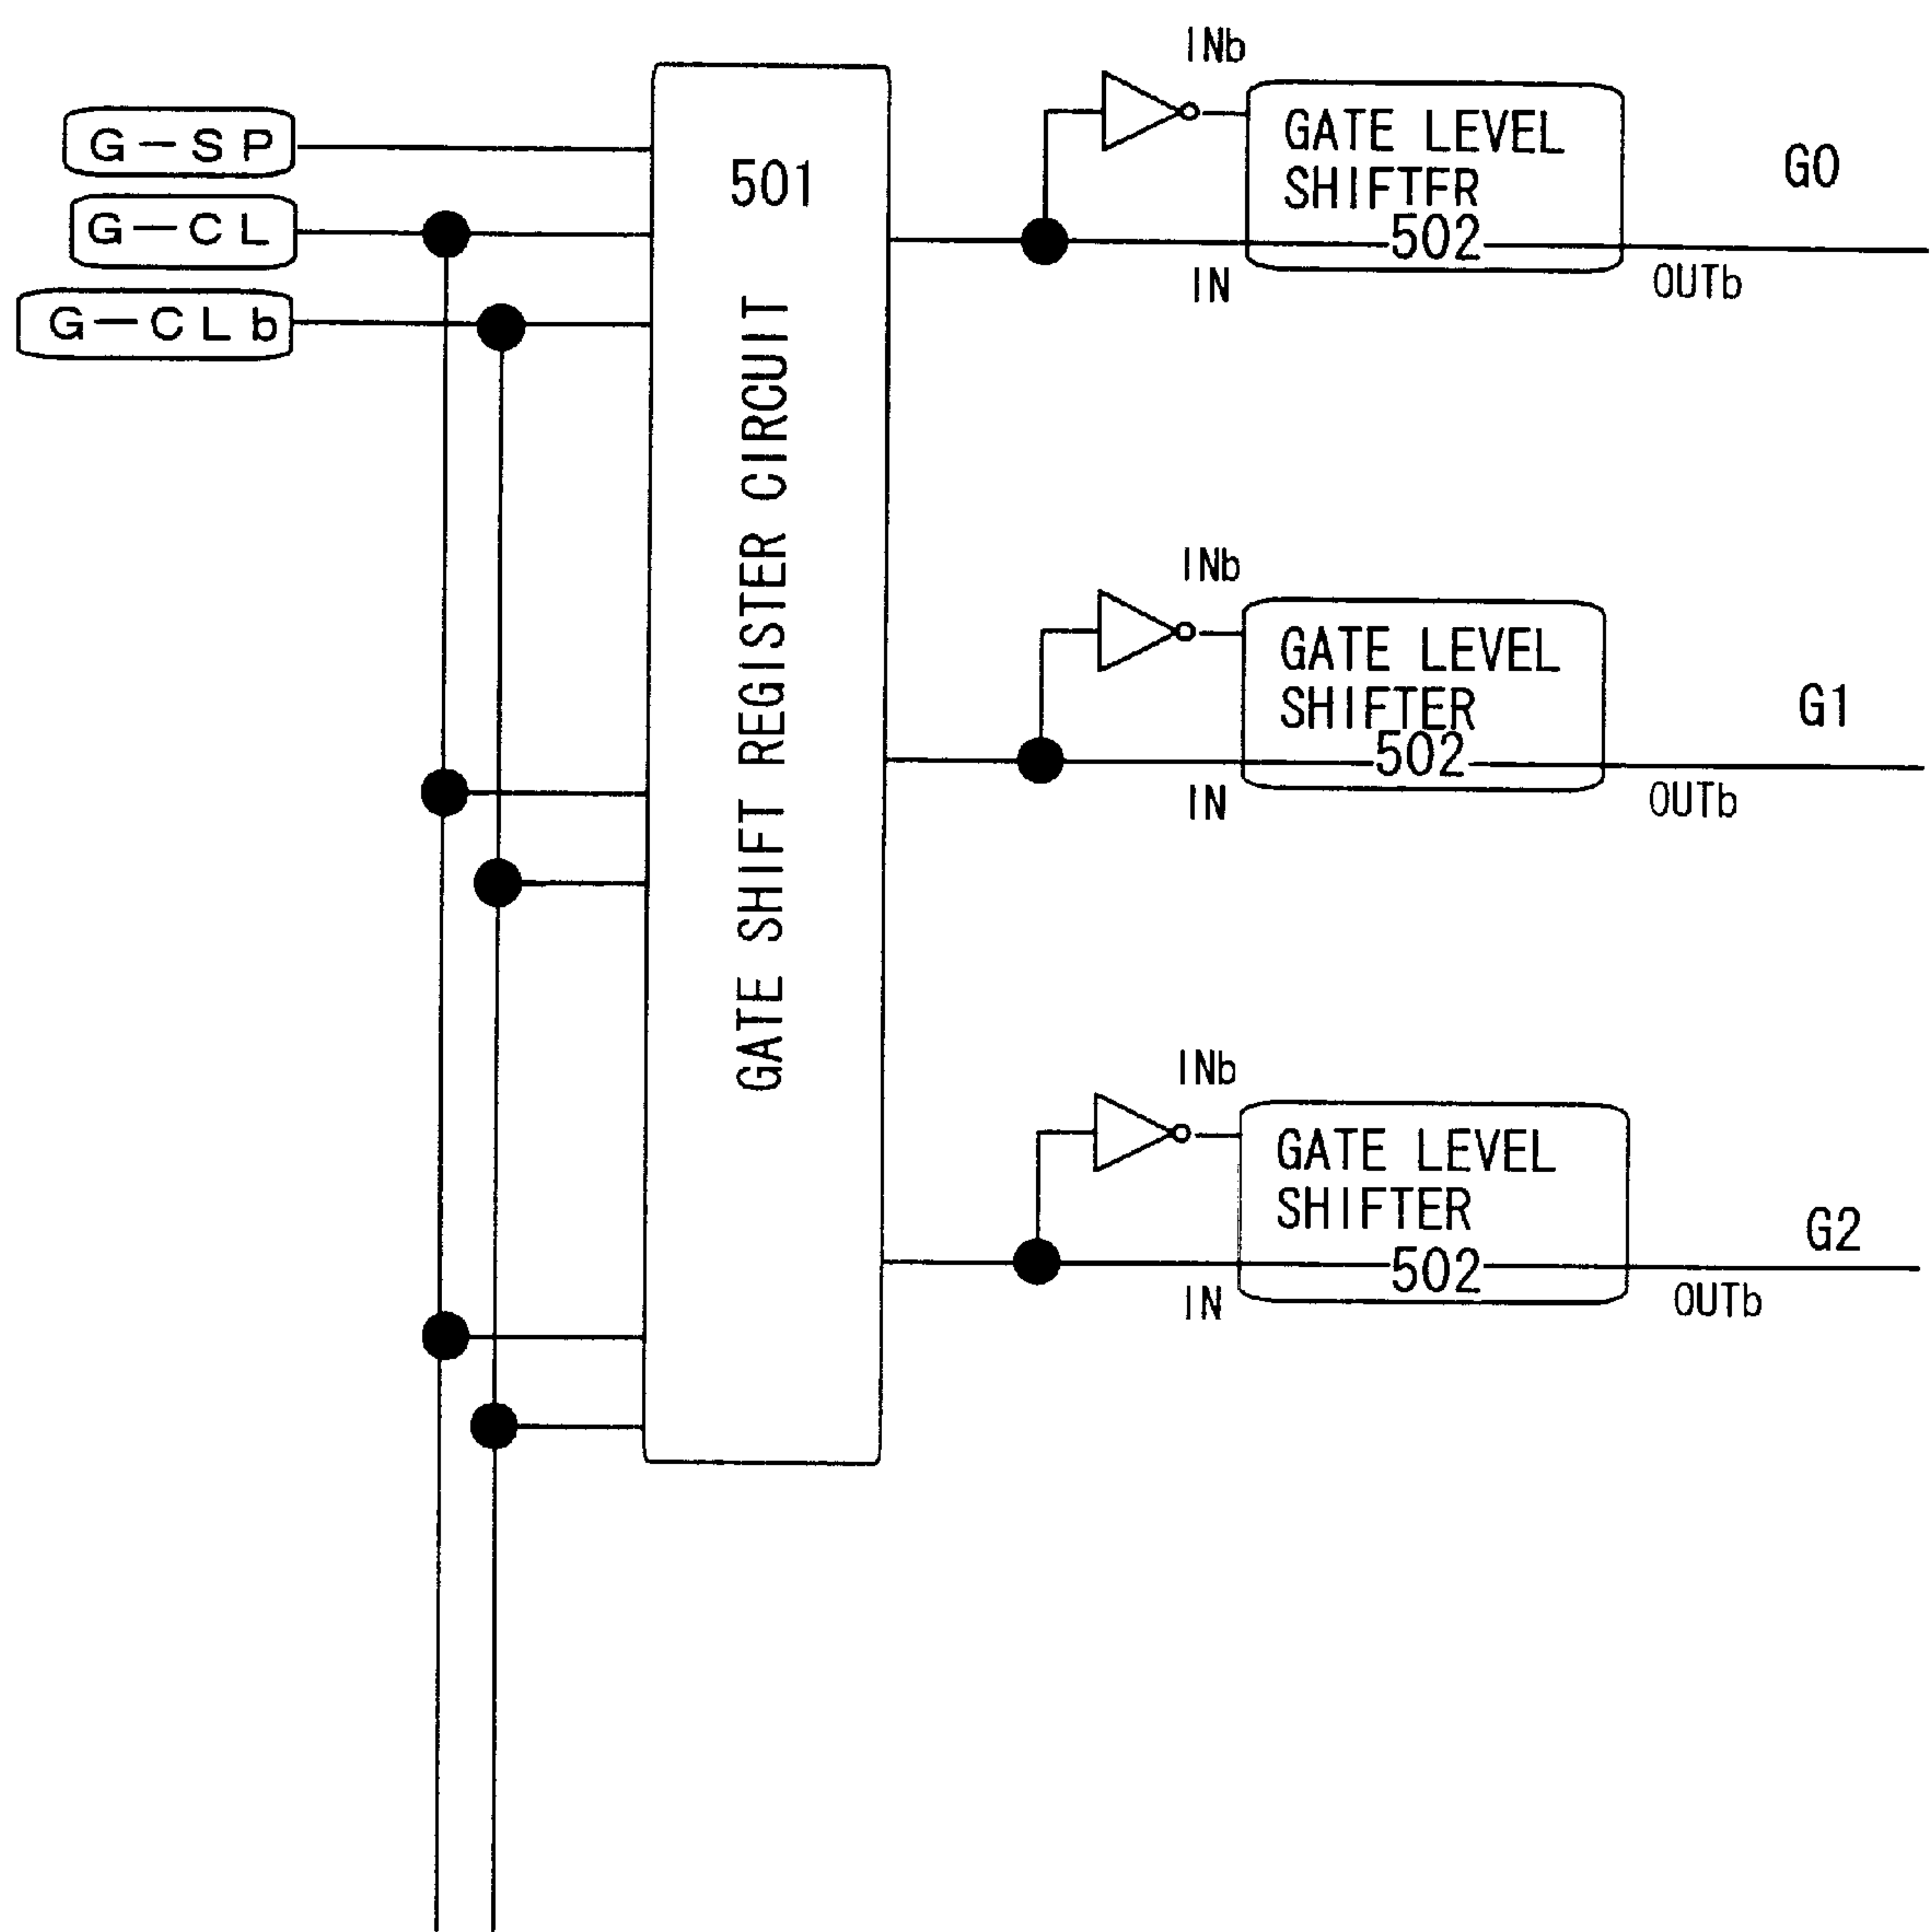 G-SP
G-CL
G-CLb
501
GATE SHIFT REGISTER CIRCUIT
INb
GATE LEVEL
SHIFTER
502
IN
OUTb
G0
INb
GATE LEVEL
SHIFTER
502
IN
OUTb
G1
INb
GATE LEVEL
SHIFTER
502
IN
OUTb
G2